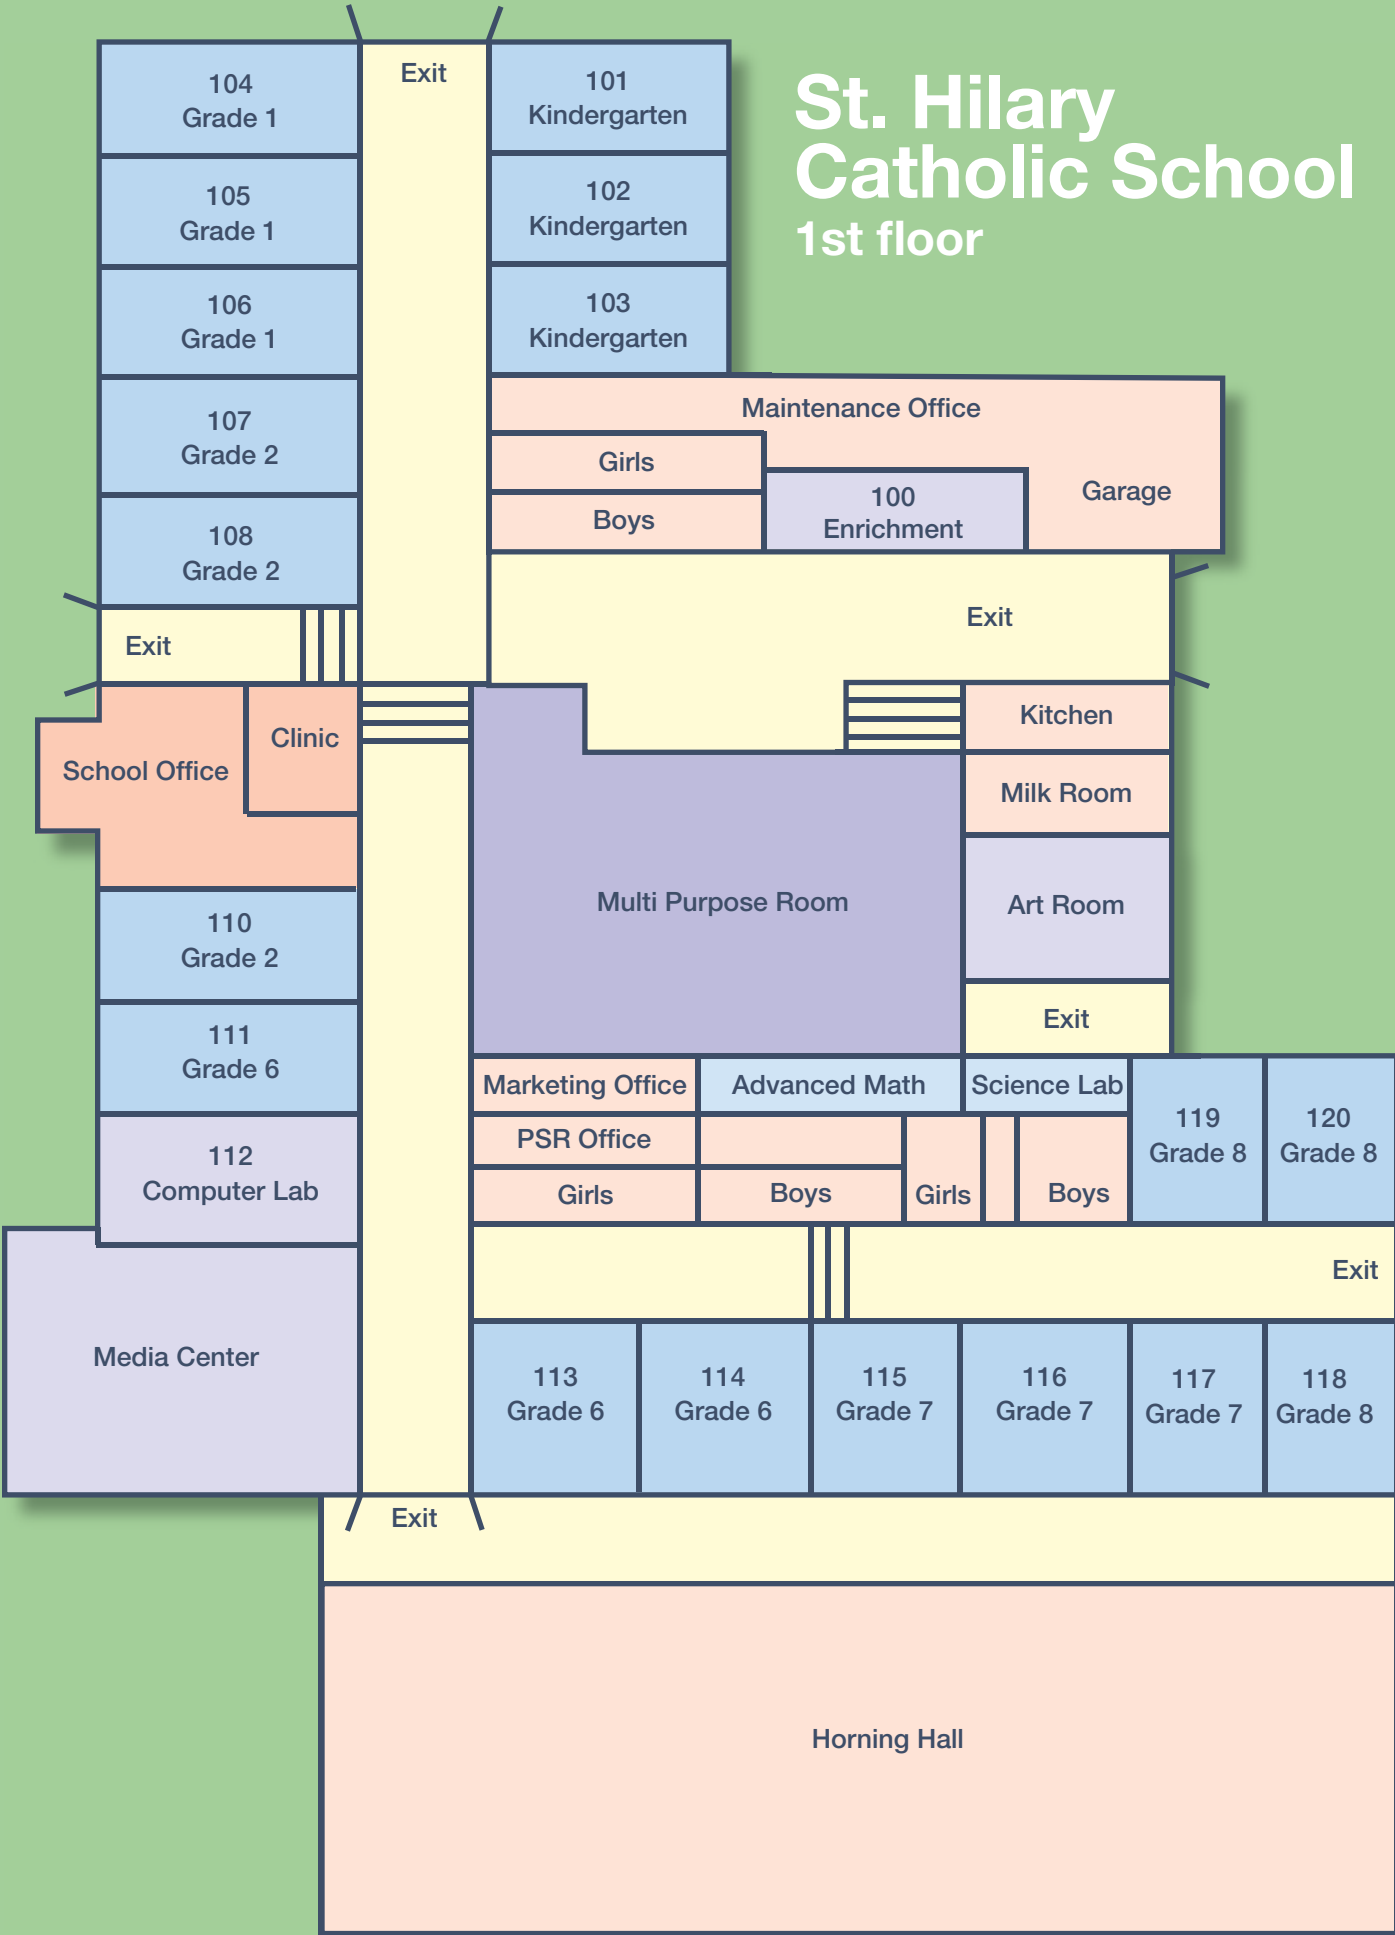 St. Hilary
Catholic School
1st floor
Exit
104
Grade 1
101
Kindergarten
105
Grade 1
102
Kindergarten
106
Grade 1
103
Kindergarten
107
Grade 2
Maintenance Office
Girls
Garage
100
Enrichment
Boys
108
Grade 2
Exit
Exit
Clinic
School Office
Kitchen
Milk Room
Multi Purpose Room
Art Room
110
Grade 2
Exit
111
Grade 6
Marketing Office
Advanced Math
Science Lab
119
Grade 8
120
Grade 8
PSR Office
112
Computer Lab
Girls
Boys
Girls
Boys
Exit
Media Center
113
Grade 6
114
Grade 6
115
Grade 7
116
Grade 7
117
Grade 7
118
Grade 8
Exit
Horning Hall